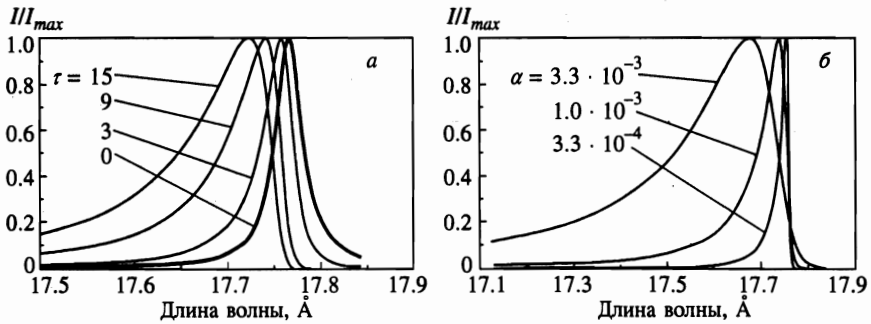 I/Imax
1.0
0.8
0.6
0.4
0.2
0
τ = 15
9
3
0
а
17.5 17.6 17.7 17.8 17.9
Длина волны, Å
I/Imax
1.0
0.8
0.6
0.4
0.2
0
α = 3.3 · 10⁻³
1.0 · 10⁻³
3.3 · 10⁻⁴
б
17.1 17.3 17.5 17.7 17.9
Длина волны, Å